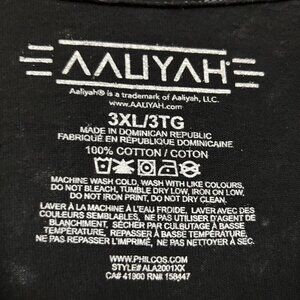 AALIYAH
Aaliyah® is a trademark of Aaliyah, LLC.
www.AALIYAH.com
3XL/3TG
MADE IN DOMINICAN REPUBLIC
FABRIQUÉ EN RÉPUBLIQUE DOMINICAINE
100% COTTON / COTON
MACHINE WASH COLD, WASH WITH LIKE COLOURS,
DO NOT BLEACH, TUMBLE DRY LOW, IRON ON LOW,
DO NOT IRON PRINT, DO NOT DRY CLEAN.
LAVER À LA MACHINE À L'EAU FROIDE, LAVER AVEC DES
COULEURS SEMBLABLES, NE PAS UTILISER D'AGENT DE
BLANCHIMENT, SÉCHER PAR CULBUTAGE À BASSE
TEMPÉRATURE, REPASSER À BASSE TEMPÉRATURE,
NE PAS REPASSER L'IMPRIMÉ, NE PAS NETTOYER À SEC.
WWW.PHILCOS.COM
STYLE# ALA2001XX
CA# 41900 RN# 158447